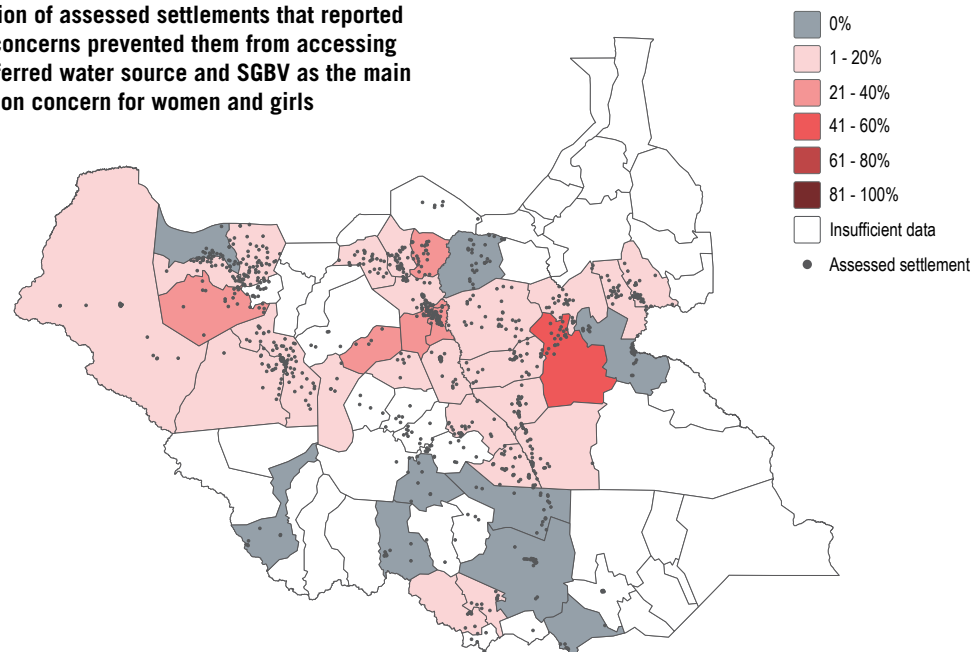 ion of assessed settlements that reported
concerns prevented them from accessing
ferred water source and SGBV as the main
on concern for women and girls
0%
1 - 20%
21 - 40%
41 - 60%
61 - 80%
81 - 100%
Insufficient data
Assessed settlement